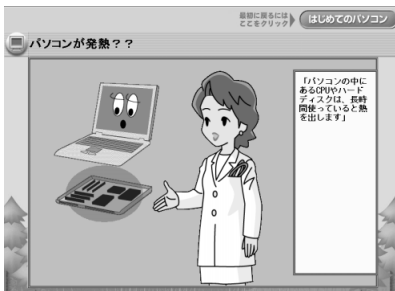 最初に戻るには
ここをクリック
はじめてのパソコン
パソコンが発熱？？
「パソコンの中に
あるCPUやハード
ディスクは、長時
間使っていると熱
を出します」